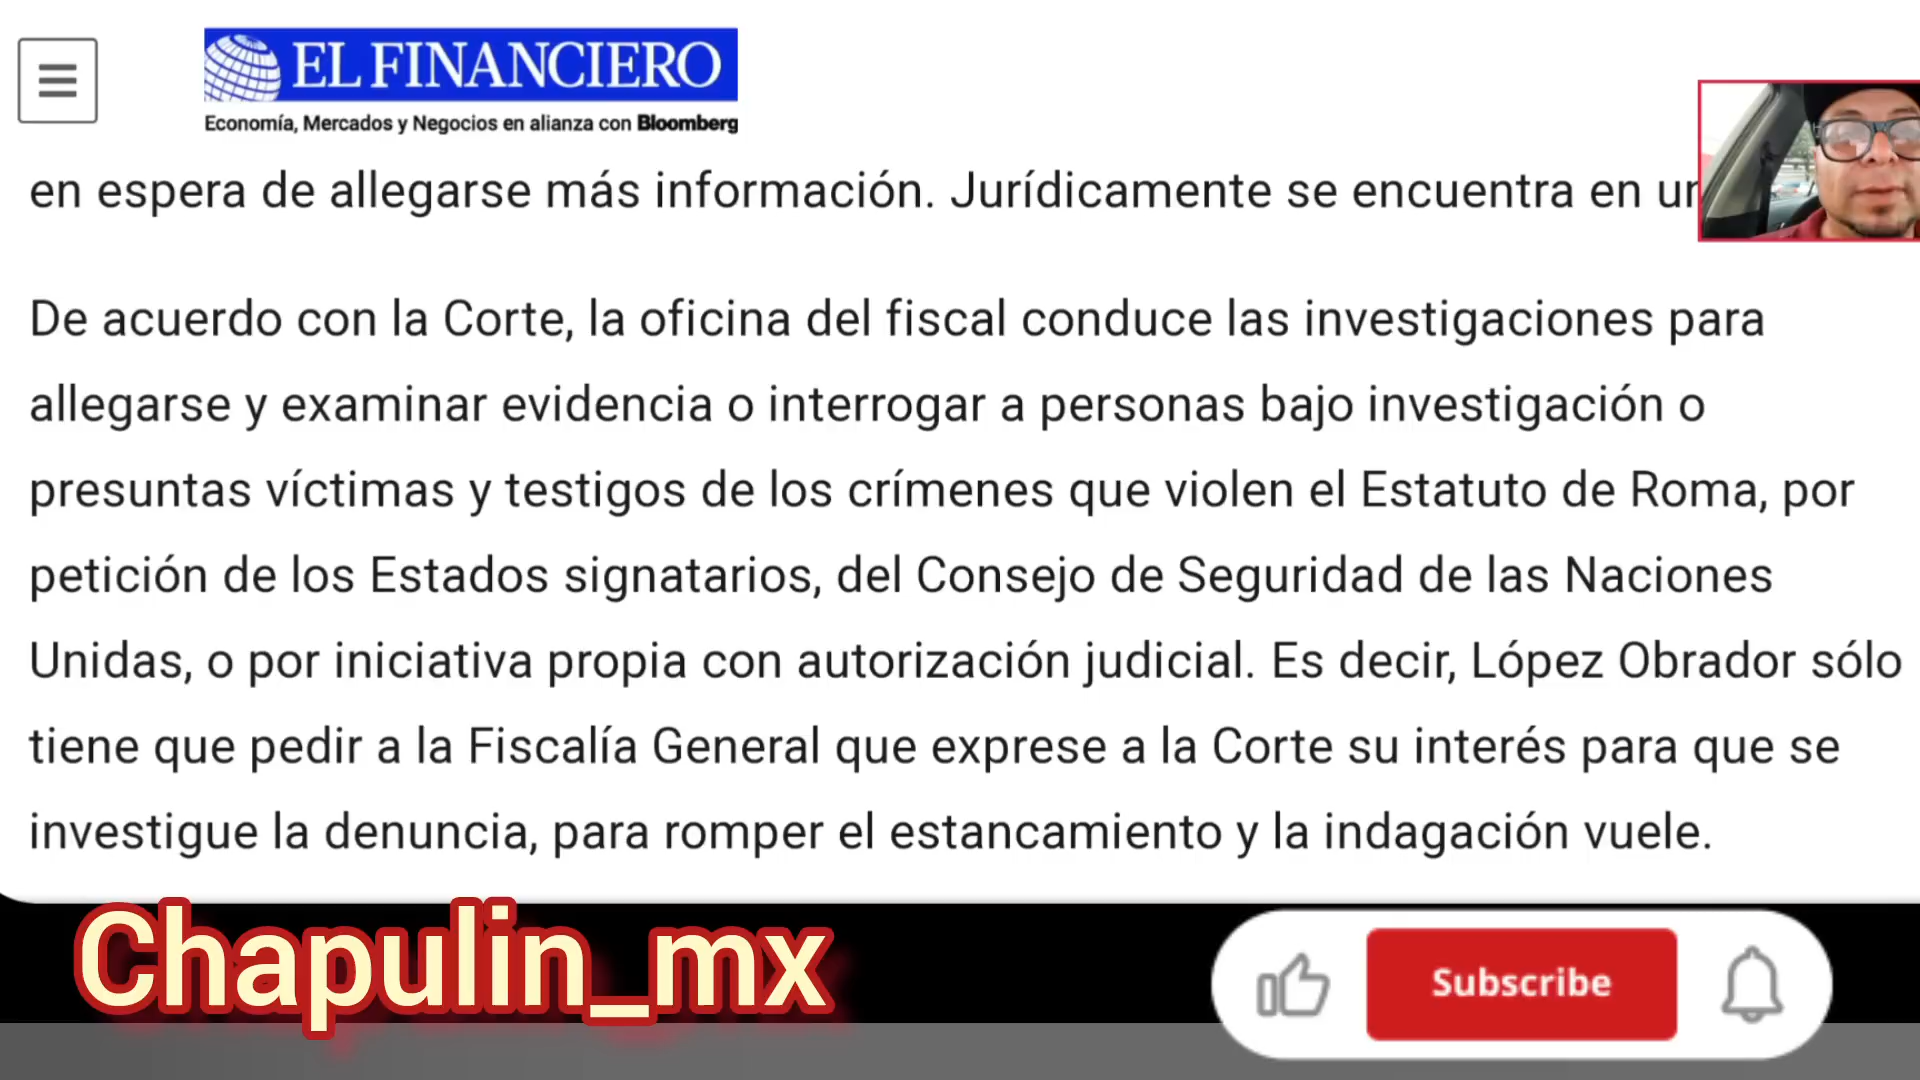 EL FINANCIERO
Economía, Mercados y Negocios en alianza con Bloomberg
en espera de allegarse más información. Jurídicamente se encuentra en
De acuerdo con la Corte, la oficina del fiscal conduce las investigaciones para
allegarse y examinar evidencia o interrogar a personas bajo investigación o
presuntas víctimas y testigos de los crímenes que violen el Estatuto de Roma, por
petición de los Estados signatarios, del Consejo de Seguridad de las Naciones
Unidas, o por iniciativa propia con autorización judicial. Es decir, López Obrador sólo
tiene que pedir a la Fiscalía General que exprese a la Corte su interés para que se
investigue la denuncia, para romper el estancamiento y la indagación vuele.
Chapulin_mx
Subscribe